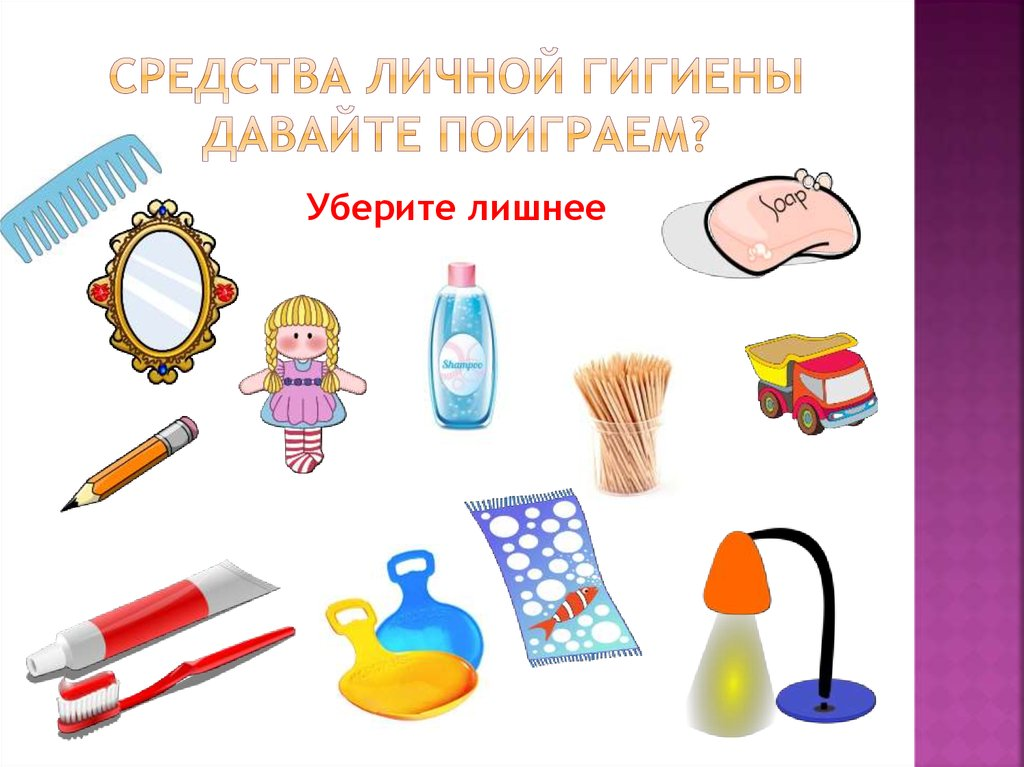 СРЕДСТВА ЛИЧНОЙ ГИГИЕНЫ
ДАВАЙТЕ ПОИГРАЕМ?
Уберите лишнее
Soap
Shampoo